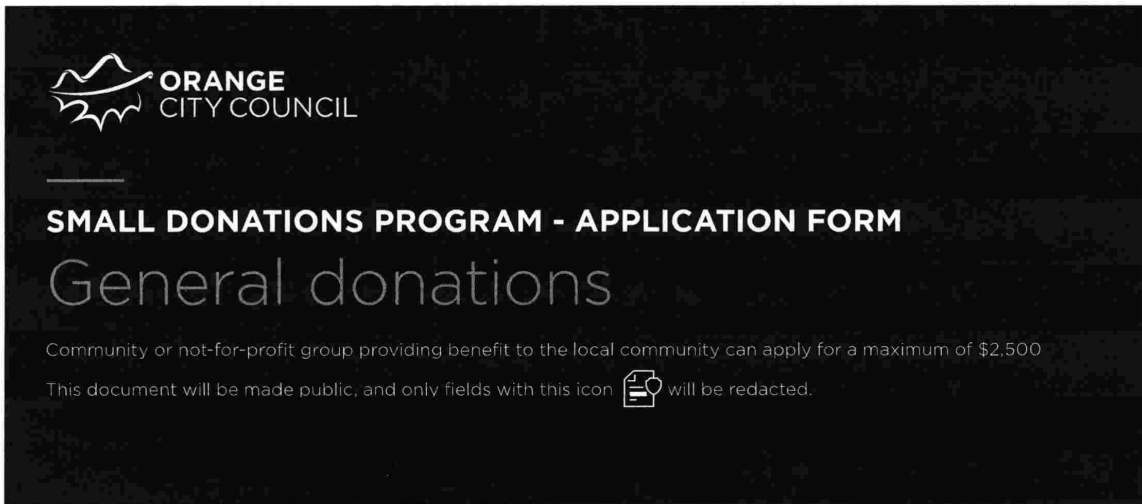 ORANGE
CITY COUNCIL
SMALL DONATIONS PROGRAM - APPLICATION FORM
General donations
Community or not-for-profit group providing benefit to the local community can apply for a maximum of $2,500
This document will be made public, and only fields with this icon will be redacted.